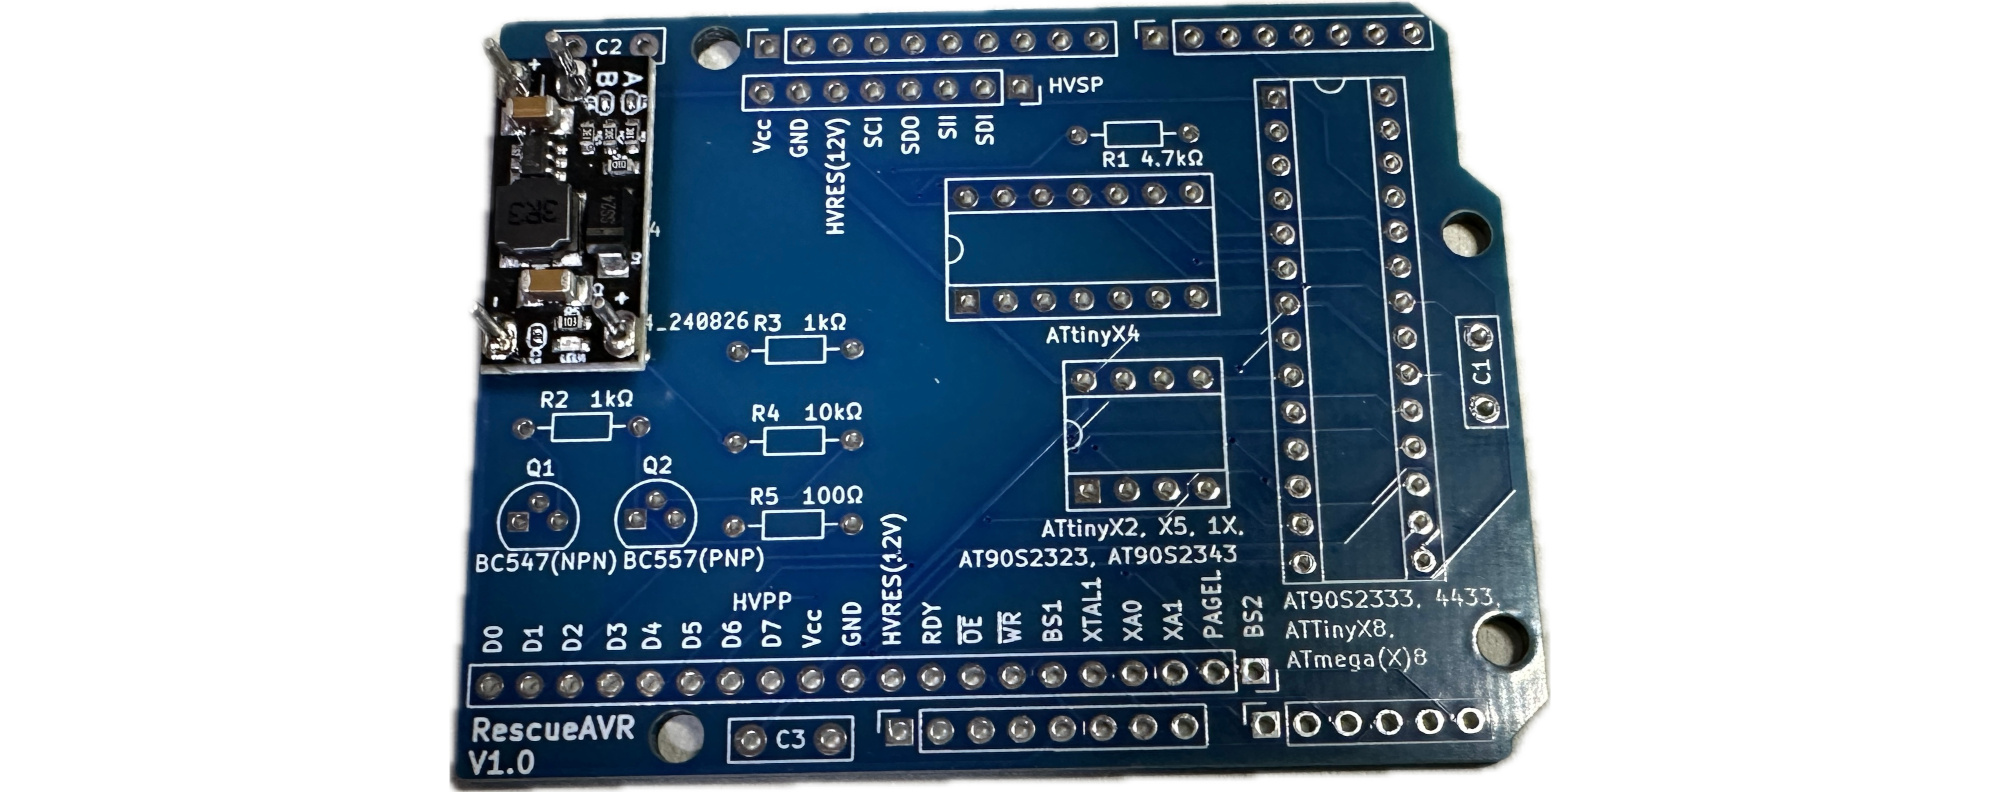 C2
+
-
A
B
3R3
SS24
4
-
+
103
4_240826
HVSP
Vcc
GND
HVRES(12V)
SCI
SDO
SII
SDI
R1 4.7kΩ
ATtinyX4
R3 1kΩ
R2 1kΩ
R4 10kΩ
C1
Q1
Q2
R5 100Ω
BC547(NPN)
BC557(PNP)
ATtinyX2, X5, 1X,
AT90S2323, AT90S2343
HVPP
D0
D1
D2
D3
D4
D5
D6
D7
Vcc
GND
HVRES(12V)
RDY
OE
WR
BS1
XTAL1
XA0
XA1
PAGEL
BS2
AT90S2333, 4433,
ATTinyX8,
ATmega(X)8
RescueAVR
V1.0
C3